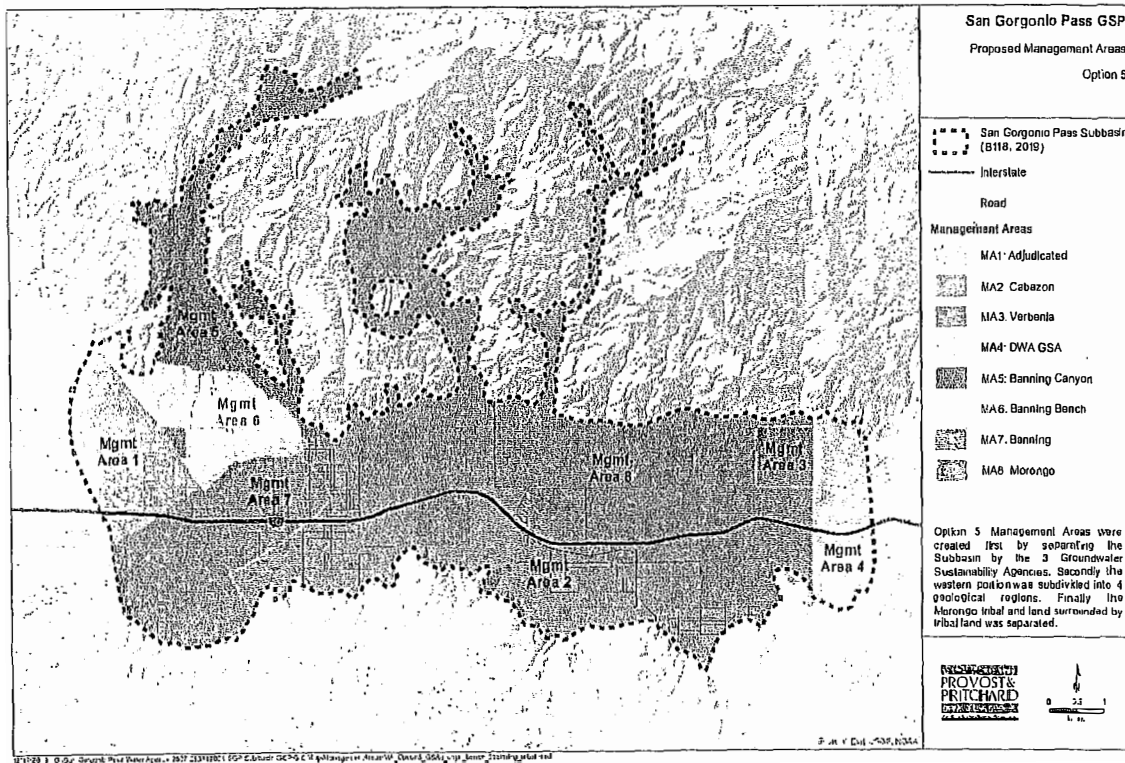 San Gorgonio Pass GSP
Proposed Management Areas
Option 5
San Gorgonio Pass Subbasin
(B118, 2019)
Interstate
Road
Management Areas
MA1: Adjudicated
MA2 Cabazon
MA3. Verbenia
MA4: DWA GSA
MA5: Banning Canyon
MA6. Banning Bench
MA7. Banning
MA8 Morongo
Option 5 Management Areas were
created first by separating the
Subbasin by the 3 Groundwater
Sustainability Agencies. Secondly the
western portion was subdivided into 4
geological regions. Finally the
Morongo tribal and land surrounded by
tribal land was separated.
PROVOST&
PRITCHARD
0 0.5 1
Mgmt
Area 5
Mgmt
Area 6
Mgmt
Area 1
Mgmt
Area 7
Mgmt
Area 8
Mgmt
Area 3
Mgmt
Area 2
Mgmt
Area 4